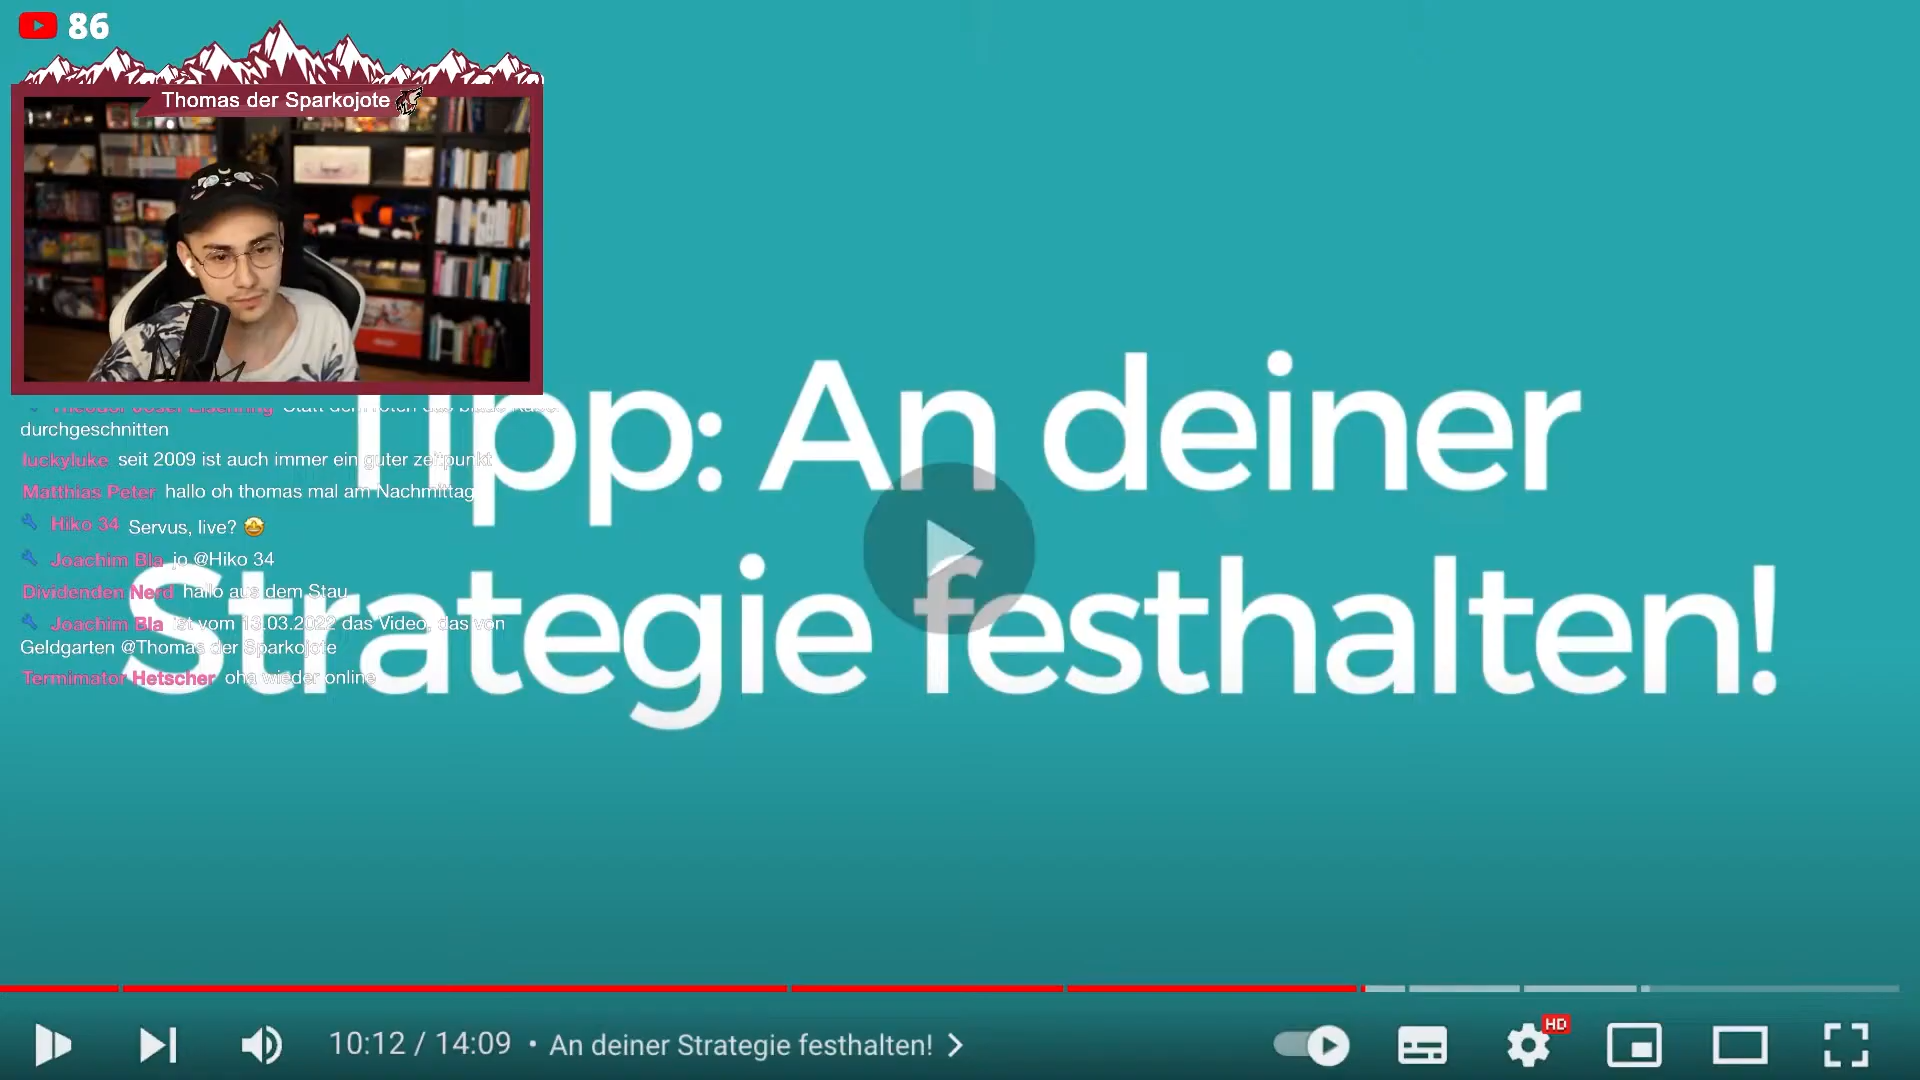 86
Thomas der Sparkojote
Tipp: An deiner
Strategie festhalten!
durchgeschnitten
luckyluke seit 2009 ist auch immer ein guter zeitpunkt
Matthias Peter hallo oh thomas mal am Nachmittag
Hiko 34 Servus, live? 🤩
Joachim Bla jo @Hiko 34
Dividenden Nerd hallo aus dem Stau
Joachim Bla ist vom 13.03.2022 das Video, das von
Geldgarten @Thomas der Sparkojote
Termimator Hetscher oha wieder online
10:12 / 14:09 • An deiner Strategie festhalten!
HD